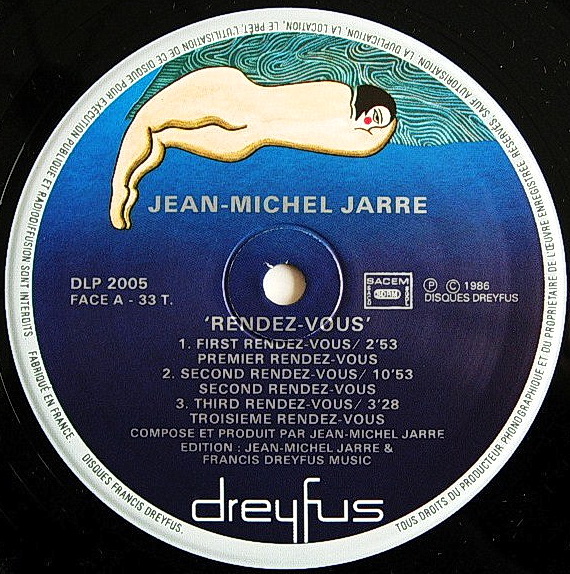 JEAN-MICHEL JARRE
DLP 2005
FACE A - 33 T.
SACEM
SDRM
Ⓟ © 1986
DISQUES DREYFUS
'RENDEZ-VOUS'
1. FIRST RENDEZ-VOUS/ 2'53
PREMIER RENDEZ-VOUS
2. SECOND RENDEZ-VOUS/ 10'53
SECOND RENDEZ-VOUS
3. THIRD RENDEZ-VOUS/ 3'28
TROISIEME RENDEZ-VOUS
COMPOSE ET PRODUIT PAR JEAN-MICHEL JARRE
EDITION : JEAN-MICHEL JARRE &
FRANCIS DREYFUS MUSIC
dreyfus
TOUS DROITS DU PRODUCTEUR PHONOGRAPHIQUE ET DU PROPRIETAIRE DE L'ŒUVRE ENREGISTREE RESERVES. SAUF AUTORISATION, LA DUPLICATION, LA LOCATION, LE PRÊT, L'UTILISATION DE CE DISQUE POUR EXECUTION PUBLIQUE ET RADIODIFFUSION SONT INTERDITS
FABRIQUÉ EN FRANCE
DISQUES FRANCIS DREYFUS.